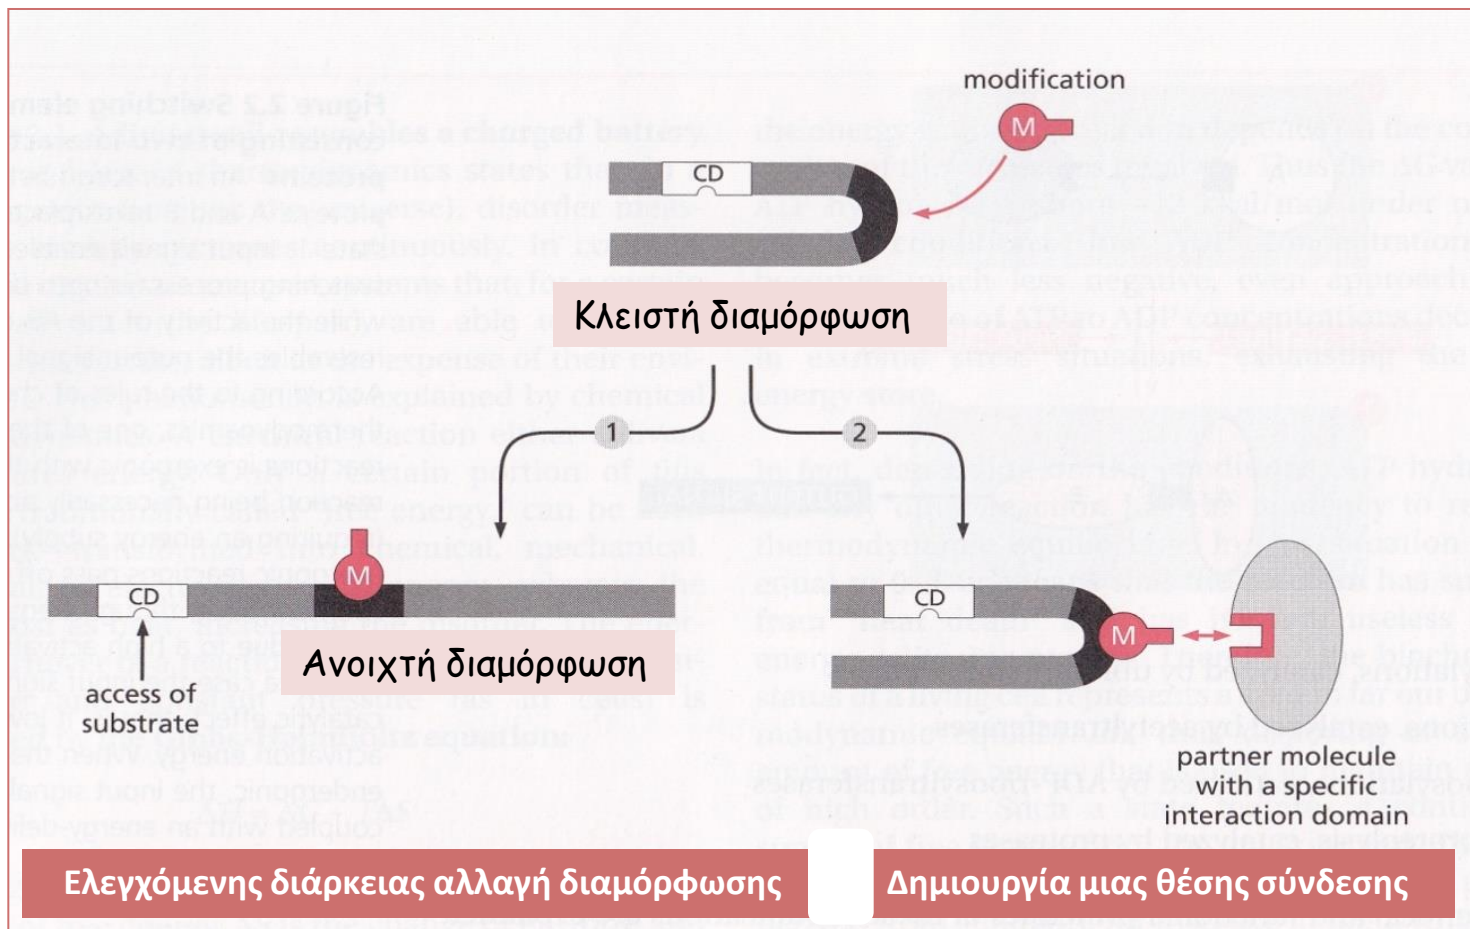 modification
M
CD
Κλειστή διαμόρφωση
1
2
M
CD
Ανοιχτή διαμόρφωση
access of
substrate
CD
M
partner molecule
with a specific
interaction domain
Ελεγχόμενης διάρκειας αλλαγή διαμόρφωσης
Δημιουργία μιας θέσης σύνδεσης